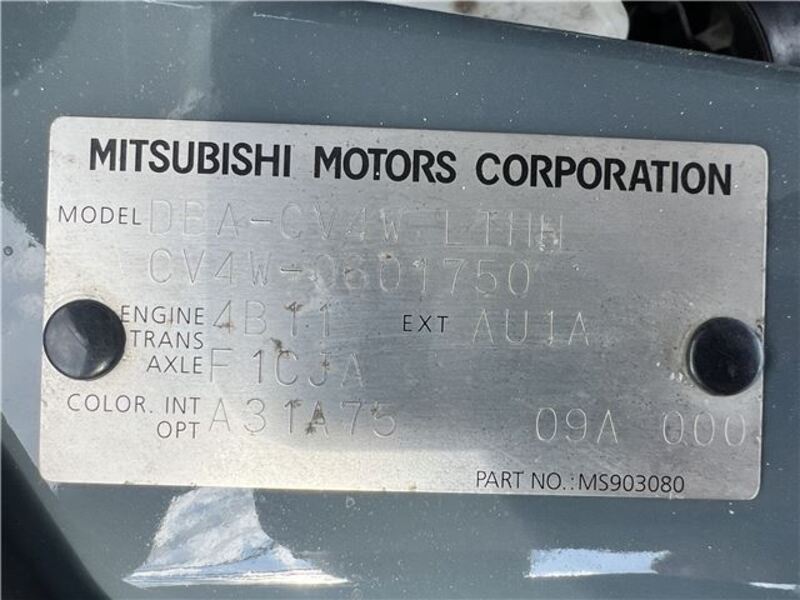 MITSUBISHI MOTORS CORPORATION
MODEL DBA-CV4W LTHH
CV4W-0601750
ENGINE 4B11 EXT AU1A
TRANS
AXLE F1CJA
COLOR. INT A31A75 09A 000
OPT
PART NO.:MS903080